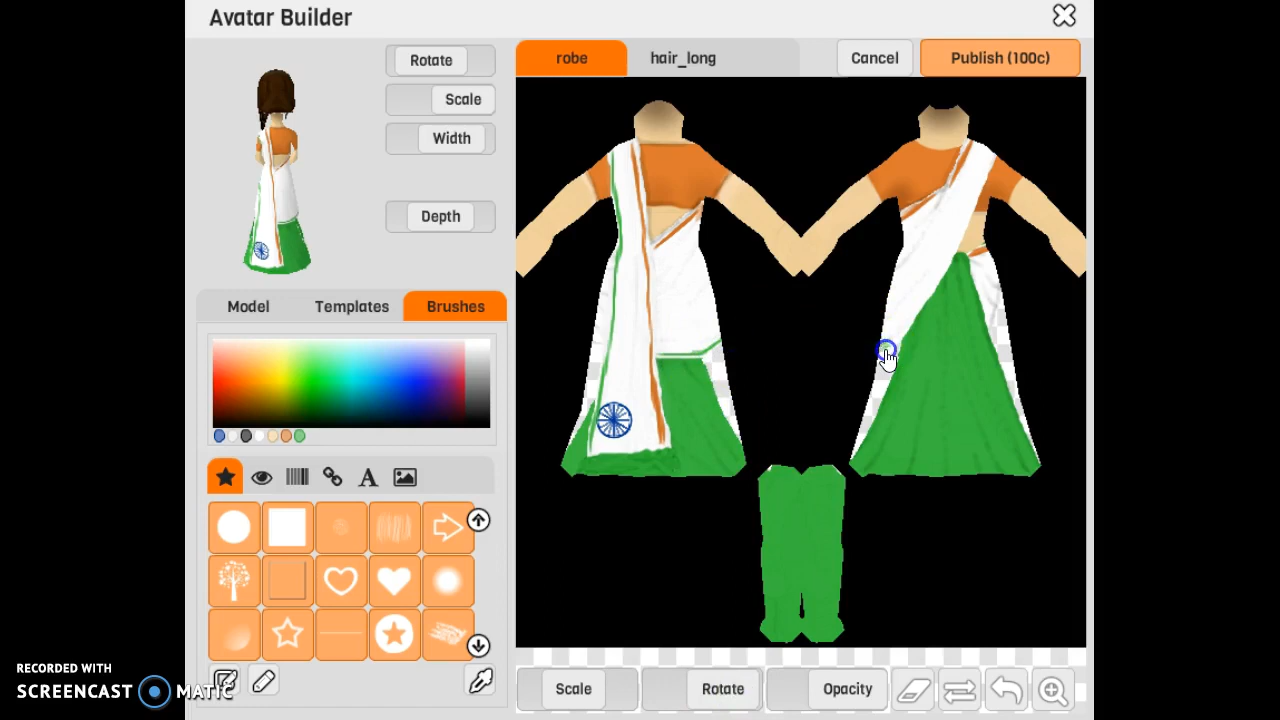 Avatar Builder
Rotate
Scale
Width
Depth
robe
hair_long
Cancel
Publish (100c)
Model
Templates
Brushes
A
Scale
Rotate
Opacity
RECORDED WITH
SCREENCAST MATIC